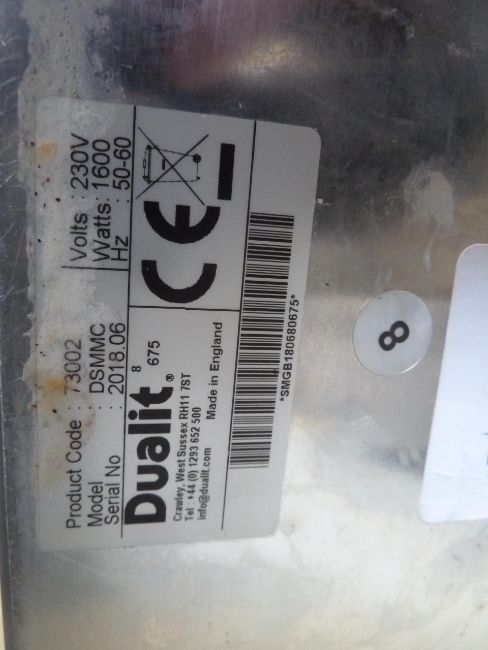 Product Code : 73002
Model : DSMMC
Serial No : 2018.06
Volts : 230V
Watts : 1600
Hz 50-60
8
Dualit® 675
Crawley, West Sussex RH11 7ST
Tel : +44 (0) 1293 652 500
info@dualit.com Made in England
CE
*SMGB180680675*
8